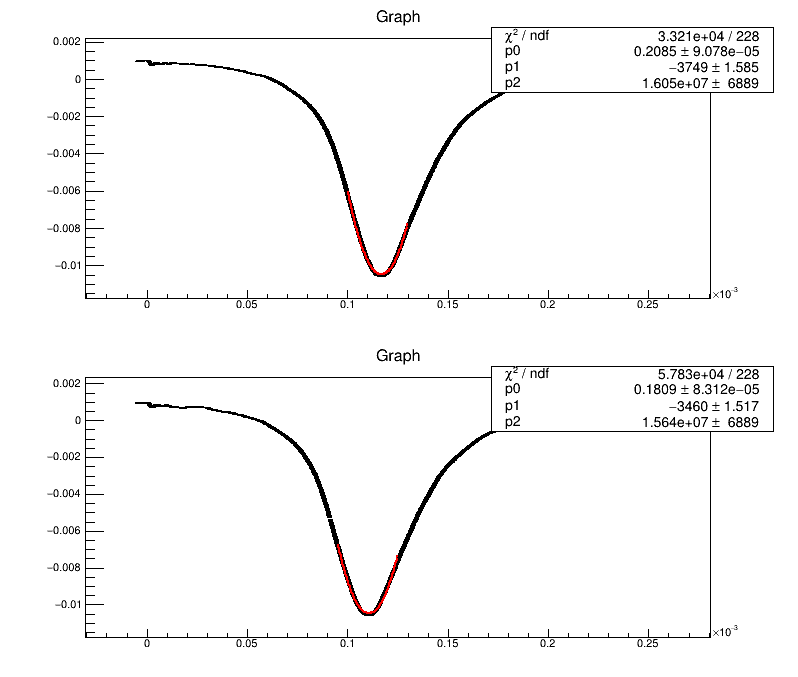 Graph
χ² / ndf 3.321e+04 / 228
p0 0.2085 ± 9.078e−05
p1 −3749 ± 1.585
p2 1.605e+07 ± 6889
0.002
0
−0.002
−0.004
−0.006
−0.008
−0.01
0 0.05 0.1 0.15 0.2 0.25
×10⁻³
Graph
χ² / ndf 5.783e+04 / 228
p0 0.1809 ± 8.312e−05
p1 −3460 ± 1.517
p2 1.564e+07 ± 6889
0.002
0
−0.002
−0.004
−0.006
−0.008
−0.01
0 0.05 0.1 0.15 0.2 0.25
×10⁻³